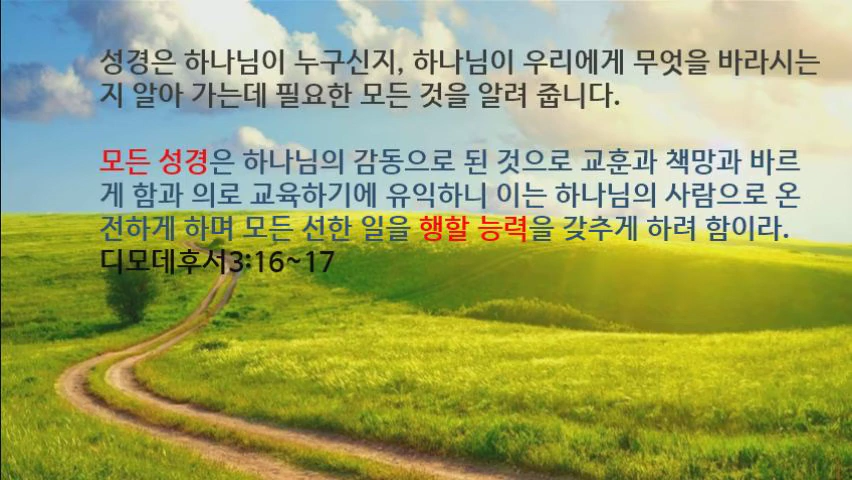 성경은 하나님이 누구신지, 하나님이 우리에게 무엇을 바라시는
지 알아 가는데 필요한 모든 것을 알려 줍니다.
모든 성경은 하나님의 감동으로 된 것으로 교훈과 책망과 바르
게 함과 의로 교육하기에 유익하니 이는 하나님의 사람으로 온
전하게 하며 모든 선한 일을 행할 능력을 갖추게 하려 함이라.
디모데후서3:16~17